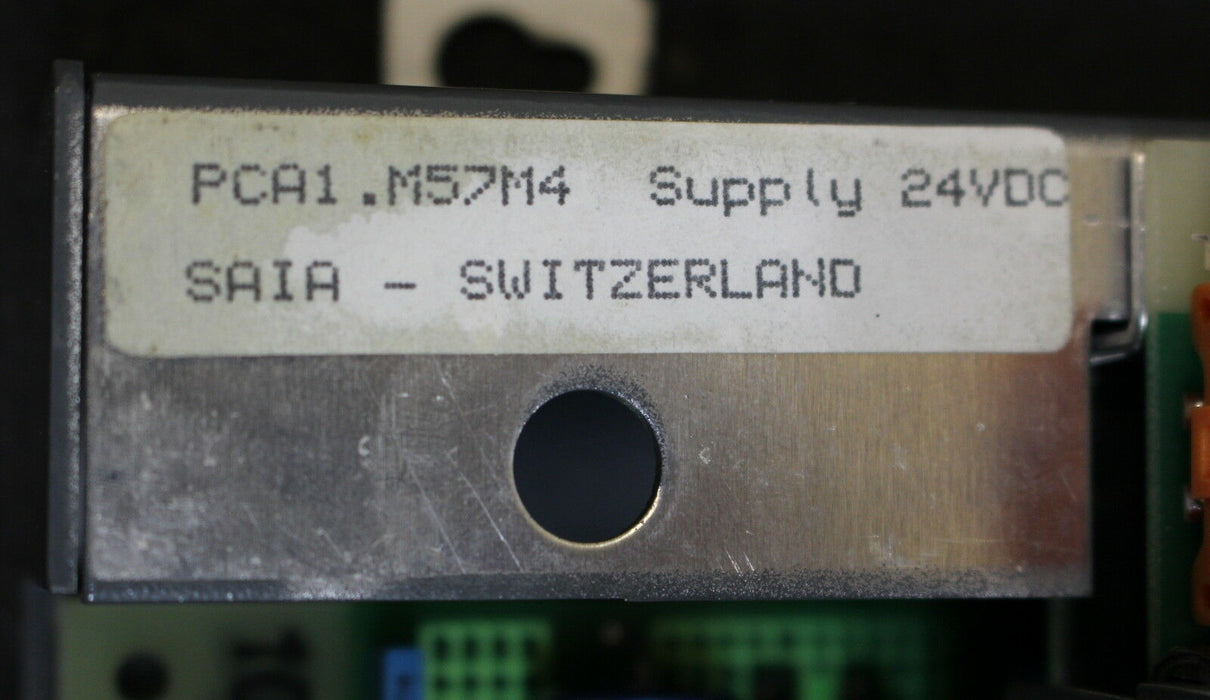 PCA1.M57M4 Supply 24VDC
SAIA - SWITZERLAND